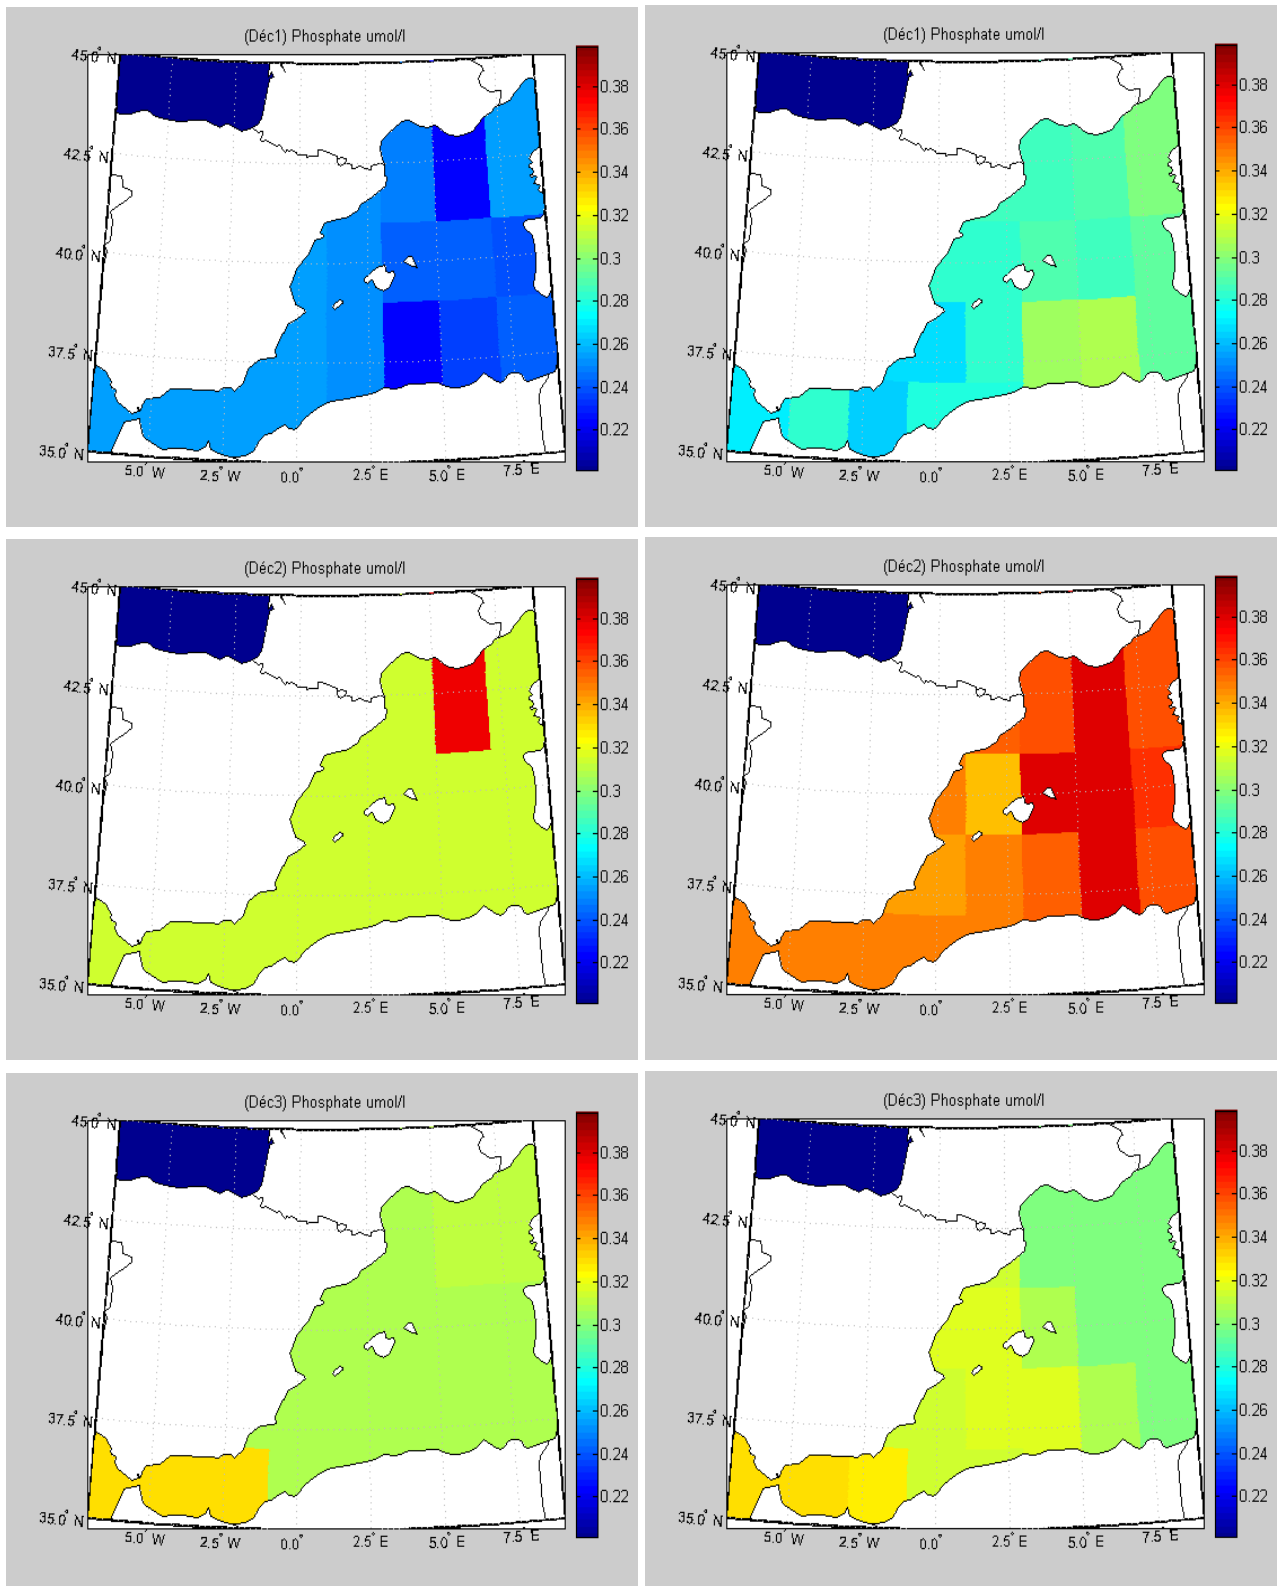 (Déc1) Phosphate umol/l
45.0° N
42.5° N
40.0° N
37.5° N
35.0° N
5.0° W
2.5° W
0.0°
2.5° E
5.0° E
7.5° E
0.38
0.36
0.34
0.32
0.3
0.28
0.26
0.24
0.22
(Déc1) Phosphate umol/l
45.0° N
42.5° N
40.0° N
37.5° N
35.0° N
5.0° W
2.5° W
0.0°
2.5° E
5.0° E
7.5° E
0.38
0.36
0.34
0.32
0.3
0.28
0.26
0.24
0.22
(Déc2) Phosphate umol/l
45.0° N
42.5° N
40.0° N
37.5° N
35.0° N
5.0° W
2.5° W
0.0°
2.5° E
5.0° E
7.5° E
0.38
0.36
0.34
0.32
0.3
0.28
0.26
0.24
0.22
(Déc2) Phosphate umol/l
45.0° N
42.5° N
40.0° N
37.5° N
35.0° N
5.0° W
2.5° W
0.0°
2.5° E
5.0° E
7.5° E
0.38
0.36
0.34
0.32
0.3
0.28
0.26
0.24
0.22
(Déc3) Phosphate umol/l
45.0° N
42.5° N
40.0° N
37.5° N
35.0° N
5.0° W
2.5° W
0.0°
2.5° E
5.0° E
7.5° E
0.38
0.36
0.34
0.32
0.3
0.28
0.26
0.24
0.22
(Déc3) Phosphate umol/l
45.0° N
42.5° N
40.0° N
37.5° N
35.0° N
5.0° W
2.5° W
0.0°
2.5° E
5.0° E
7.5° E
0.38
0.36
0.34
0.32
0.3
0.28
0.26
0.24
0.22